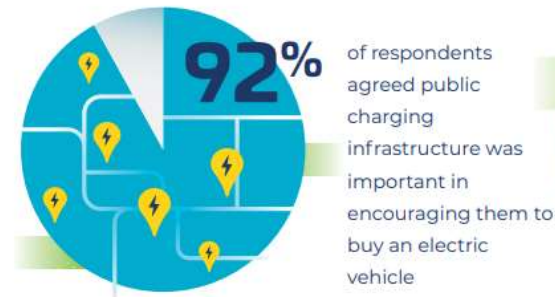 92%
of respondents
agreed public
charging
infrastructure was
important in
encouraging them to
buy an electric
vehicle